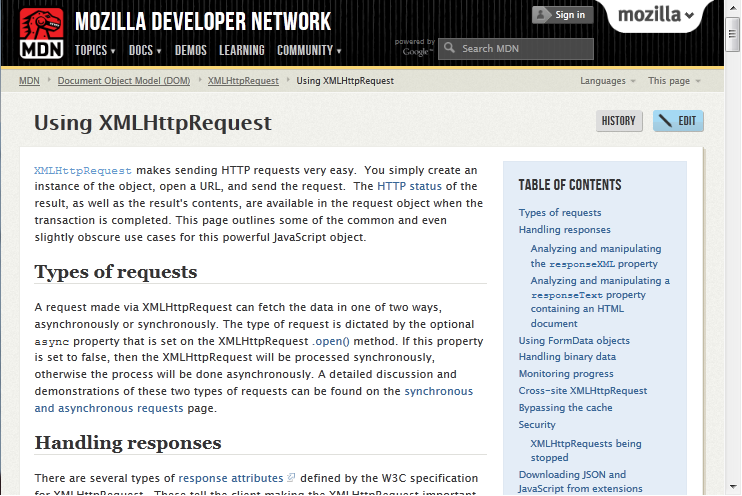 MOZILLA DEVELOPER NETWORK
Sign in
mozilla
MDN
TOPICS DOCS DEMOS LEARNING COMMUNITY
powered by Google™
Search MDN
MDN Document Object Model (DOM) XMLHttpRequest Using XMLHttpRequest
Languages This page
Using XMLHttpRequest
HISTORY EDIT
XMLHttpRequest makes sending HTTP requests very easy. You simply create an
instance of the object, open a URL, and send the request. The HTTP status of the
result, as well as the result's contents, are available in the request object when the
transaction is completed. This page outlines some of the common and even
slightly obscure use cases for this powerful JavaScript object.
Types of requests
A request made via XMLHttpRequest can fetch the data in one of two ways,
asynchronously or synchronously. The type of request is dictated by the optional
async property that is set on the XMLHttpRequest .open() method. If this property
is set to false, then the XMLHttpRequest will be processed synchronously,
otherwise the process will be done asynchronously. A detailed discussion and
demonstrations of these two types of requests can be found on the synchronous
and asynchronous requests page.
Handling responses
There are several types of response attributes defined by the W3C specification
for XMLHttpRequest. These tell the client making the XMLHttpRequest important
TABLE OF CONTENTS
Types of requests
Handling responses
Analyzing and manipulating
the responseXML property
Analyzing and manipulating a
responseText property
containing an HTML
document
Using FormData objects
Handling binary data
Monitoring progress
Cross-site XMLHttpRequest
Bypassing the cache
Security
XMLHttpRequests being
stopped
Downloading JSON and
JavaScript from extensions